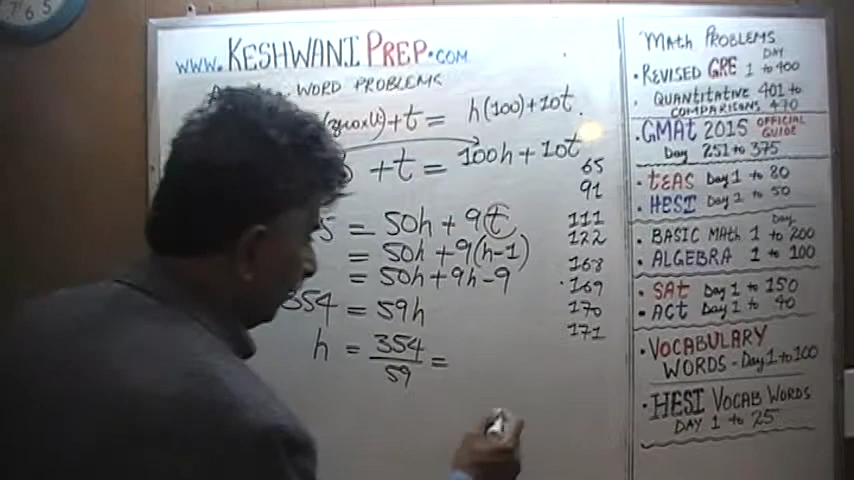 7 6 5
www.KESHWANIPREP.COM
WORD PROBLEMS
+t = h(100)+10t
+t = 100h+10t
5 = 50h+9t
= 50h+9(h-1)
= 50h+9h-9
354 = 59h
h = 354/59 =
65
91
111
122
168
169
170
171
MATH PROBLEMS
DAY
• REVISED GRE 1 to 400
• QUANTITATIVE 401 to
COMPARISONS 470
• GMAT 2015 OFFICIAL GUIDE
Day 251 to 375
• TEAS Day 1 to 80
• HESI Day 1 to 50
Day
• BASIC MATH 1 to 200
• ALGEBRA 1 to 100
• SAT Day 1 to 150
• ACT Day 1 to 40
• VOCABULARY
WORDS - Day 1 to 100
• HESI VOCAB WORDS
DAY 1 to 25